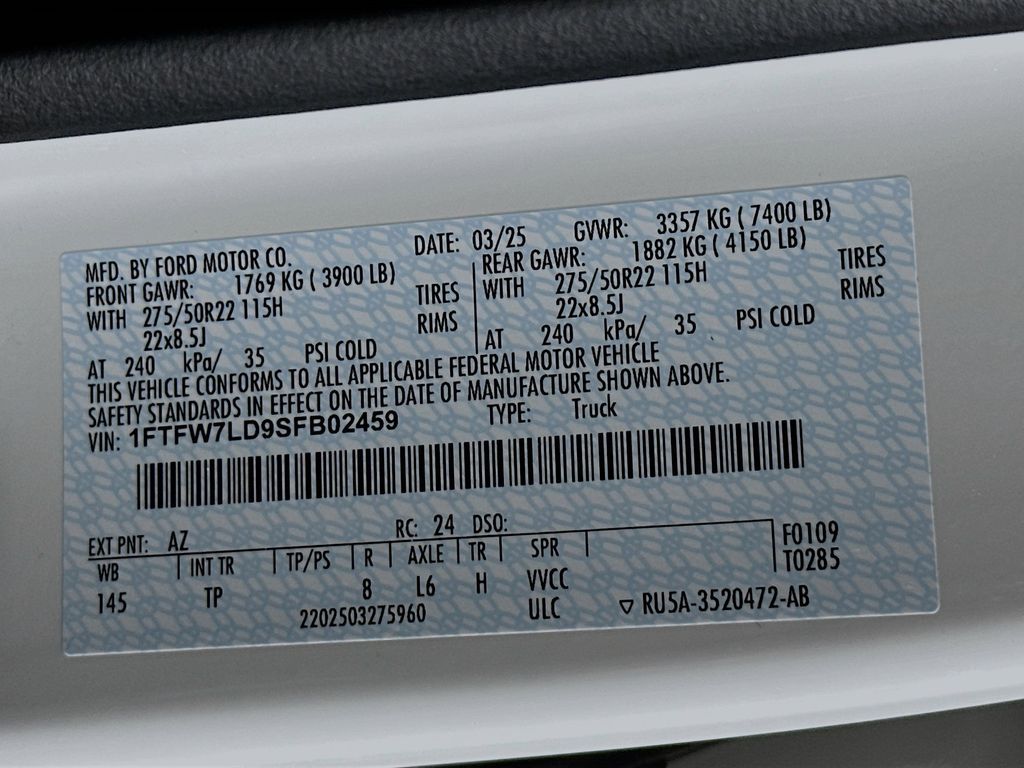 MFD. BY FORD MOTOR CO. DATE: 03/25 GVWR: 3357 KG ( 7400 LB)
FRONT GAWR: 1769 KG ( 3900 LB) REAR GAWR: 1882 KG ( 4150 LB)
WITH 275/50R22 115H TIRES WITH 275/50R22 115H TIRES
22x8.5J RIMS 22x8.5J RIMS
AT 240 kPa/ 35 PSI COLD AT 240 kPa/ 35 PSI COLD
THIS VEHICLE CONFORMS TO ALL APPLICABLE FEDERAL MOTOR VEHICLE
SAFETY STANDARDS IN EFFECT ON THE DATE OF MANUFACTURE SHOWN ABOVE.
VIN: 1FTFW7LD9SFB02459 TYPE: Truck
EXT PNT: AZ RC: 24 DSO:
WB INT TR TP/PS R AXLE TR SPR F0109
145 TP 8 L6 H VVCC T0285
2202503275960 ULC ▽ RU5A-3520472-AB